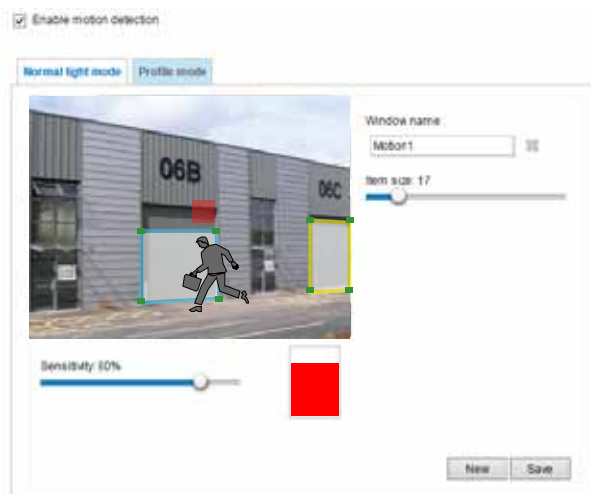 Enable motion detection
Normal light mode
Profile mode
Window name
Motion1
Item size: 17
06B
06C
Sensitivity: 80%
New
Save